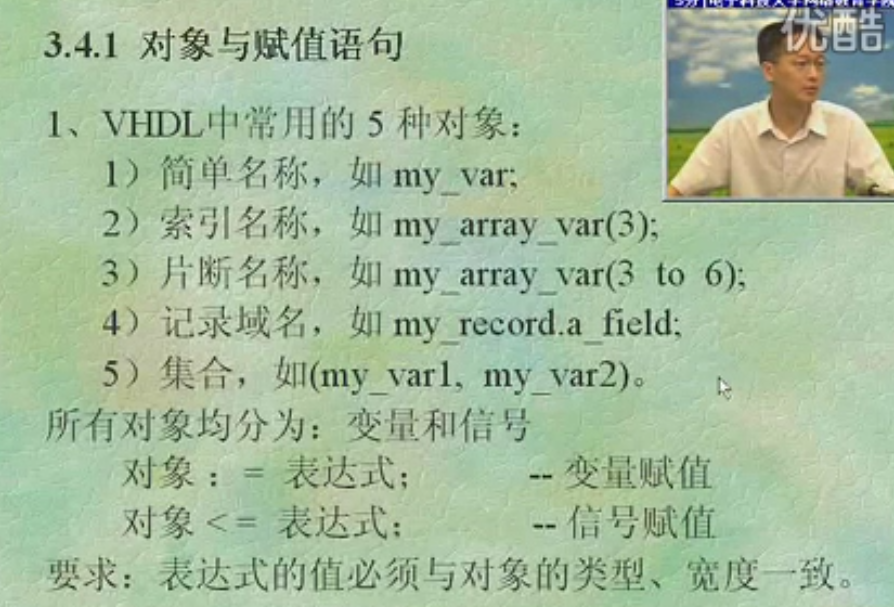 3.4.1 对象与赋值语句
优酷
1、VHDL中常用的 5 种对象：
1）简单名称，如 my_var;
2）索引名称，如 my_array_var(3);
3）片断名称，如 my_array_var(3 to 6);
4）记录域名，如 my_record.a_field;
5）集合，如(my_var1, my_var2)。
所有对象均分为：变量和信号
对象 := 表达式； -- 变量赋值
对象 <= 表达式； -- 信号赋值
要求：表达式的值必须与对象的类型、宽度一致。